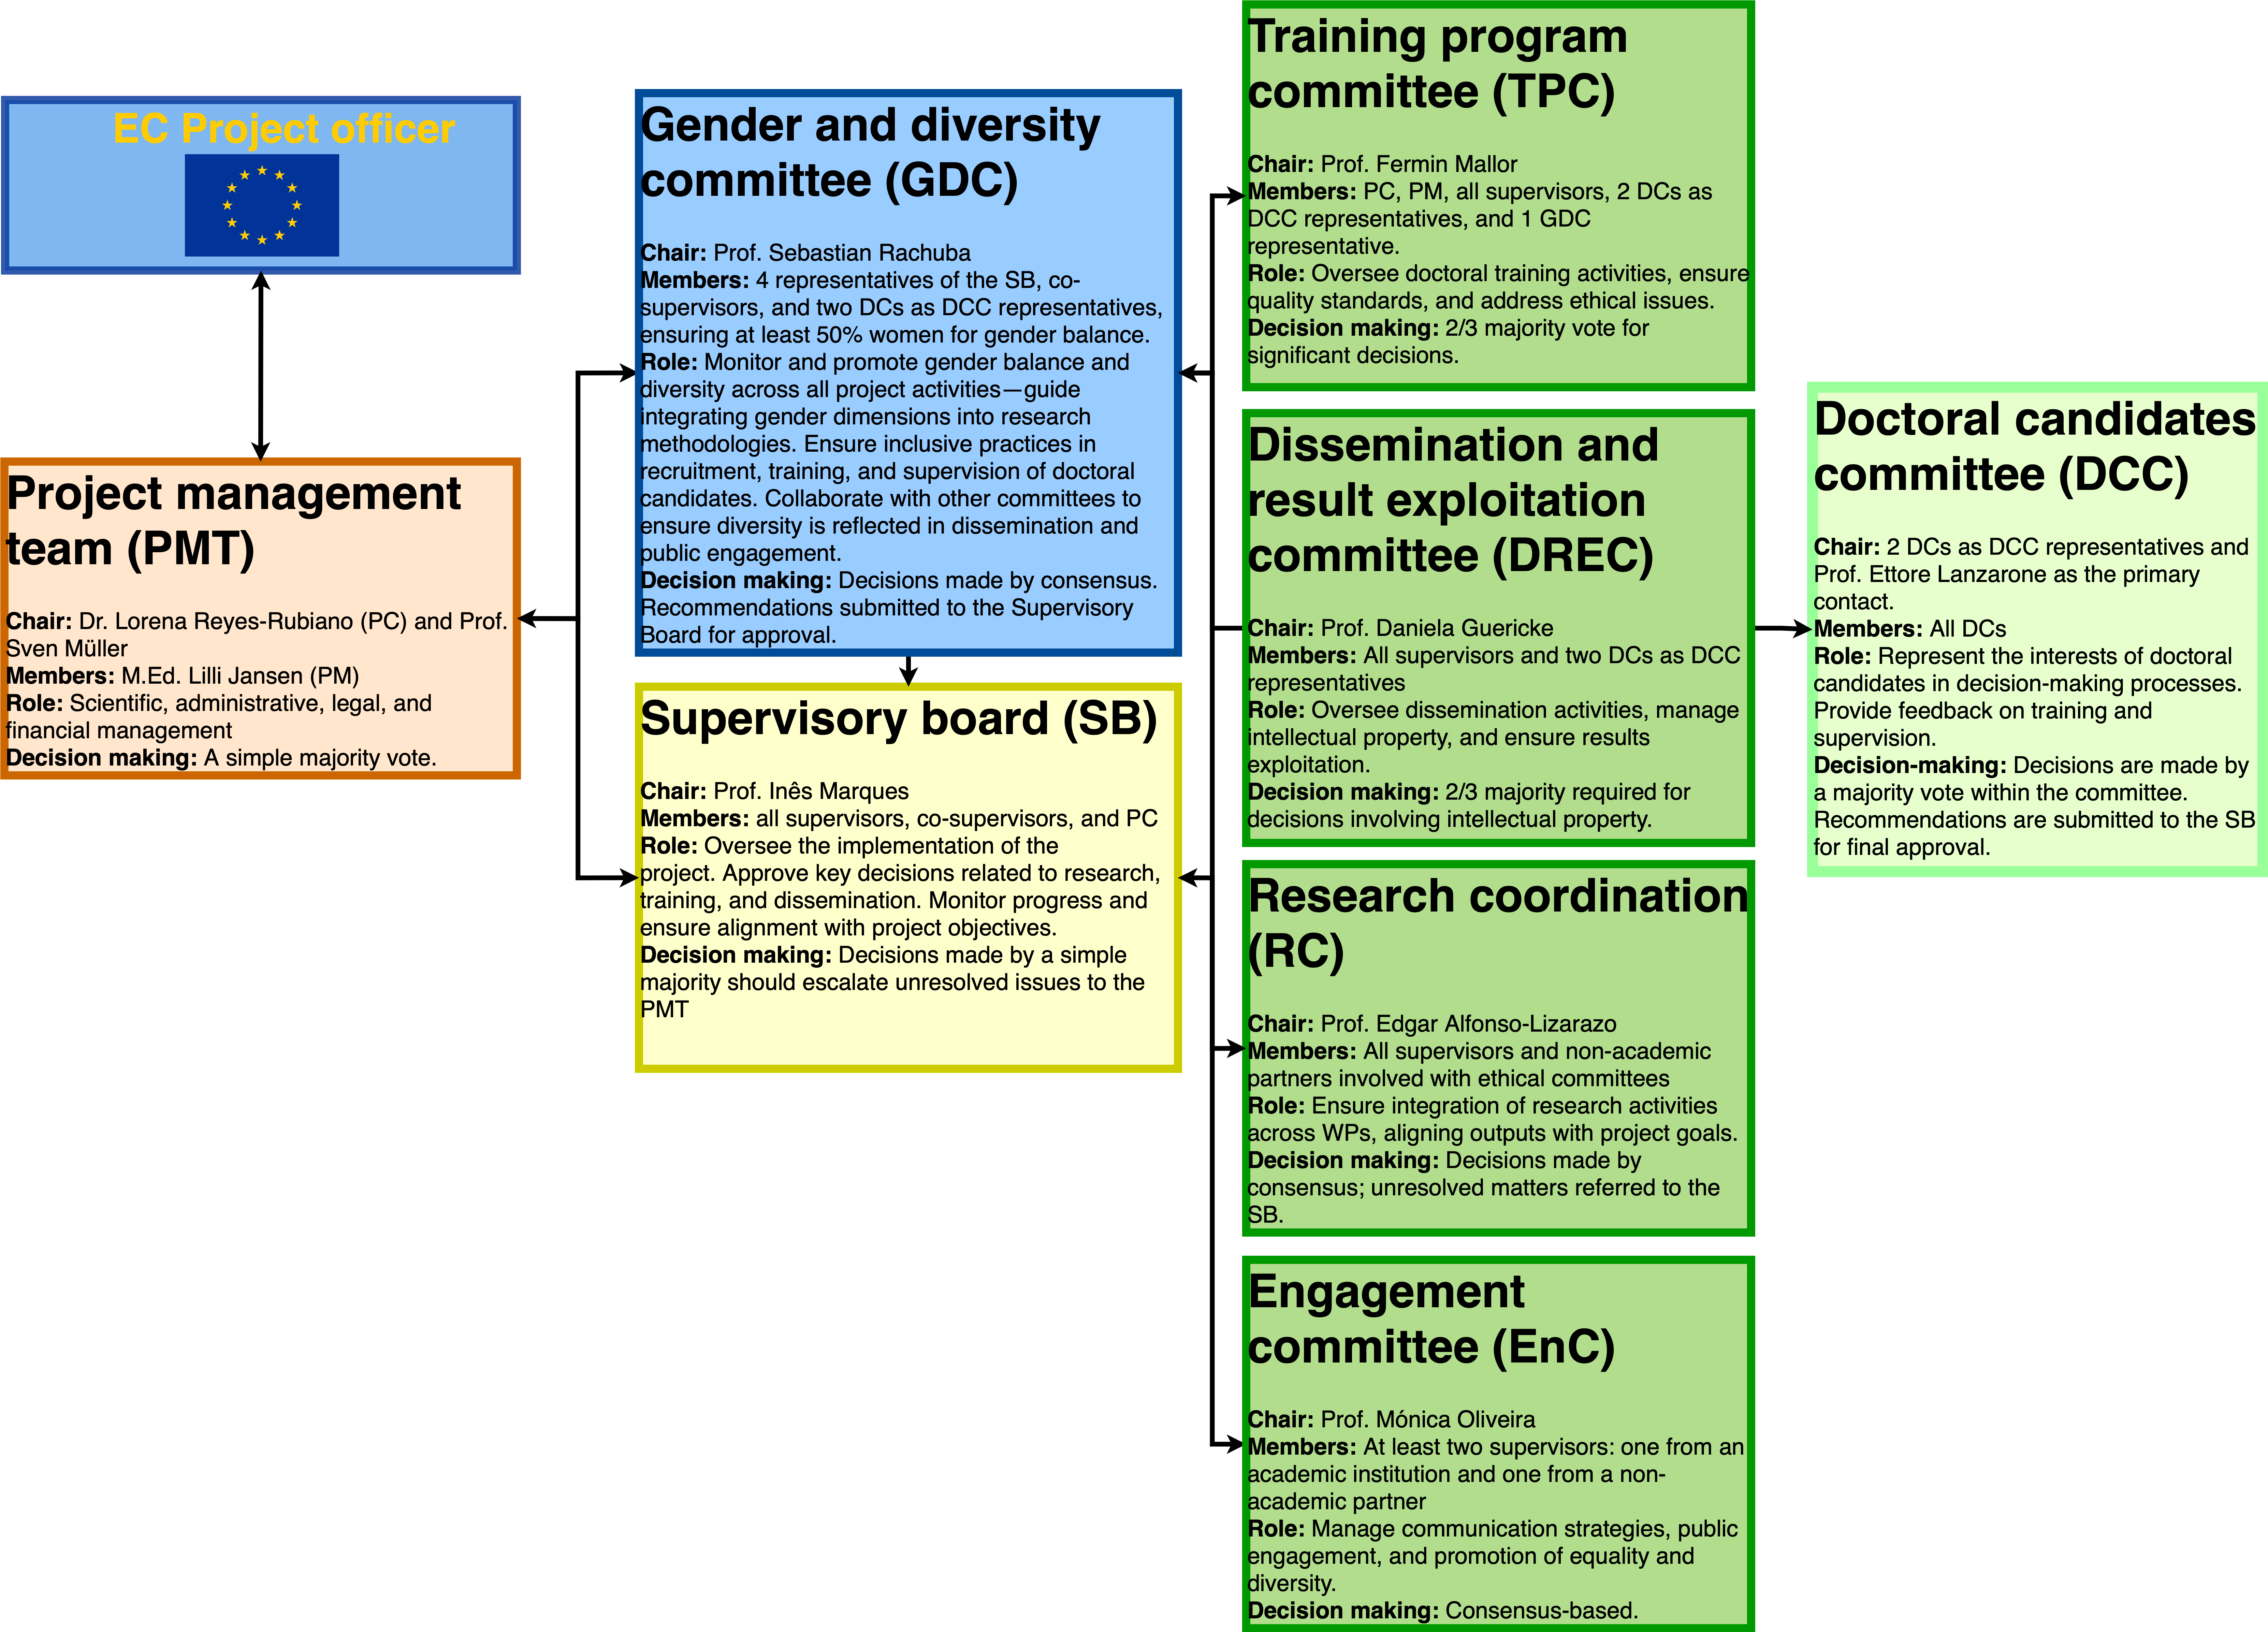 EC Project officer
Project management
team (PMT)
Chair: Dr. Lorena Reyes-Rubiano (PC) and Prof.
Sven Müller
Members: M.Ed. Lilli Jansen (PM)
Role: Scientific, administrative, legal, and
financial management
Decision making: A simple majority vote.
Gender and diversity
committee (GDC)
Chair: Prof. Sebastian Rachuba
Members: 4 representatives of the SB, co-
supervisors, and two DCs as DCC representatives,
ensuring at least 50% women for gender balance.
Role: Monitor and promote gender balance and
diversity across all project activities—guide
integrating gender dimensions into research
methodologies. Ensure inclusive practices in
recruitment, training, and supervision of doctoral
candidates. Collaborate with other committees to
ensure diversity is reflected in dissemination and
public engagement.
Decision making: Decisions made by consensus.
Recommendations submitted to the Supervisory
Board for approval.
Supervisory board (SB)
Chair: Prof. Inês Marques
Members: all supervisors, co-supervisors, and PC
Role: Oversee the implementation of the
project. Approve key decisions related to research,
training, and dissemination. Monitor progress and
ensure alignment with project objectives.
Decision making: Decisions made by a simple
majority should escalate unresolved issues to the
PMT
Training program
committee (TPC)
Chair: Prof. Fermin Mallor
Members: PC, PM, all supervisors, 2 DCs as
DCC representatives, and 1 GDC
representative.
Role: Oversee doctoral training activities, ensure
quality standards, and address ethical issues.
Decision making: 2/3 majority vote for
significant decisions.
Dissemination and
result exploitation
committee (DREC)
Chair: Prof. Daniela Guericke
Members: All supervisors and two DCs as DCC
representatives
Role: Oversee dissemination activities, manage
intellectual property, and ensure results
exploitation.
Decision making: 2/3 majority required for
decisions involving intellectual property.
Research coordination
(RC)
Chair: Prof. Edgar Alfonso-Lizarazo
Members: All supervisors and non-academic
partners involved with ethical committees
Role: Ensure integration of research activities
across WPs, aligning outputs with project goals.
Decision making: Decisions made by
consensus; unresolved matters referred to the
SB.
Engagement
committee (EnC)
Chair: Prof. Mónica Oliveira
Members: At least two supervisors: one from an
academic institution and one from a non-
academic partner
Role: Manage communication strategies, public
engagement, and promotion of equality and
diversity.
Decision making: Consensus-based.
Doctoral candidates
committee (DCC)
Chair: 2 DCs as DCC representatives and
Prof. Ettore Lanzarone as the primary
contact.
Members: All DCs
Role: Represent the interests of doctoral
candidates in decision-making processes.
Provide feedback on training and
supervision.
Decision-making: Decisions are made by
a majority vote within the committee.
Recommendations are submitted to the SB
for final approval.